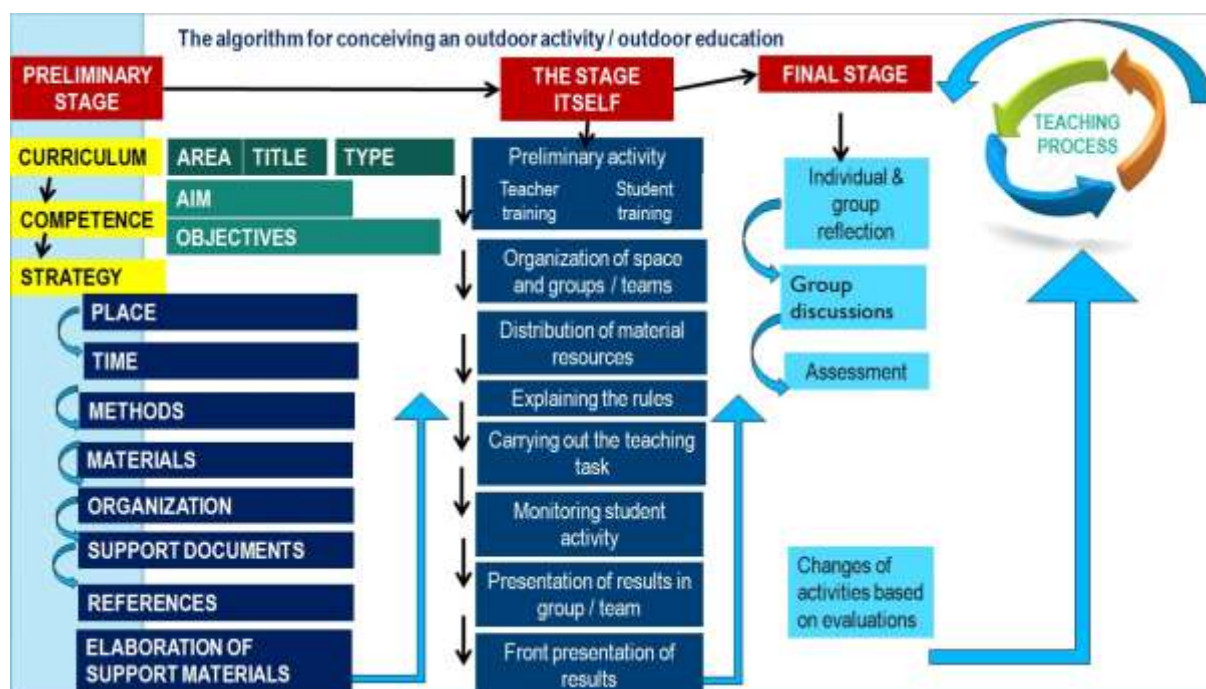 The algorithm for conceiving an outdoor activity / outdoor education
PRELIMINARY
STAGE
THE STAGE
ITSELF
FINAL STAGE
CURRICULUM
COMPETENCE
STRATEGY
AREA
TITLE
TYPE
AIM
OBJECTIVES
PLACE
TIME
METHODS
MATERIALS
ORGANIZATION
SUPPORT DOCUMENTS
REFERENCES
ELABORATION OF
SUPPORT MATERIALS
Preliminary activity
Teacher
training
Student
training
Organization of space
and groups / teams
Distribution of material
resources
Explaining the rules
Carrying out the teaching
task
Monitoring student
activity
Presentation of results in
group / team
Front presentation of
results
Individual &
group
reflection
Group
discussions
Assessment
Changes of
activities based
on evaluations
TEACHING
PROCESS